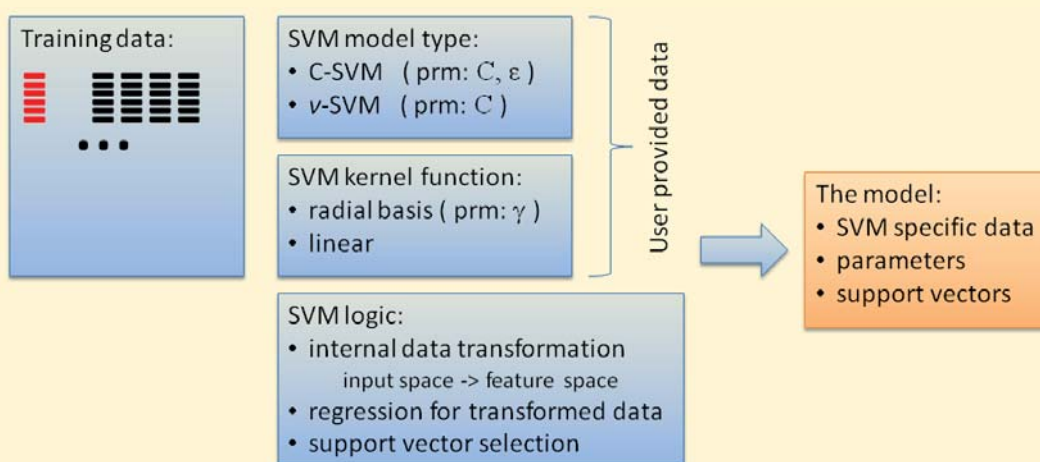 Training data:
SVM model type:
• C-SVM ( prm: C, ε )
• ν-SVM ( prm: C )
SVM kernel function:
• radial basis ( prm: γ )
• linear
User provided data
SVM logic:
• internal data transformation
input space -> feature space
• regression for transformed data
• support vector selection
The model:
• SVM specific data
• parameters
• support vectors